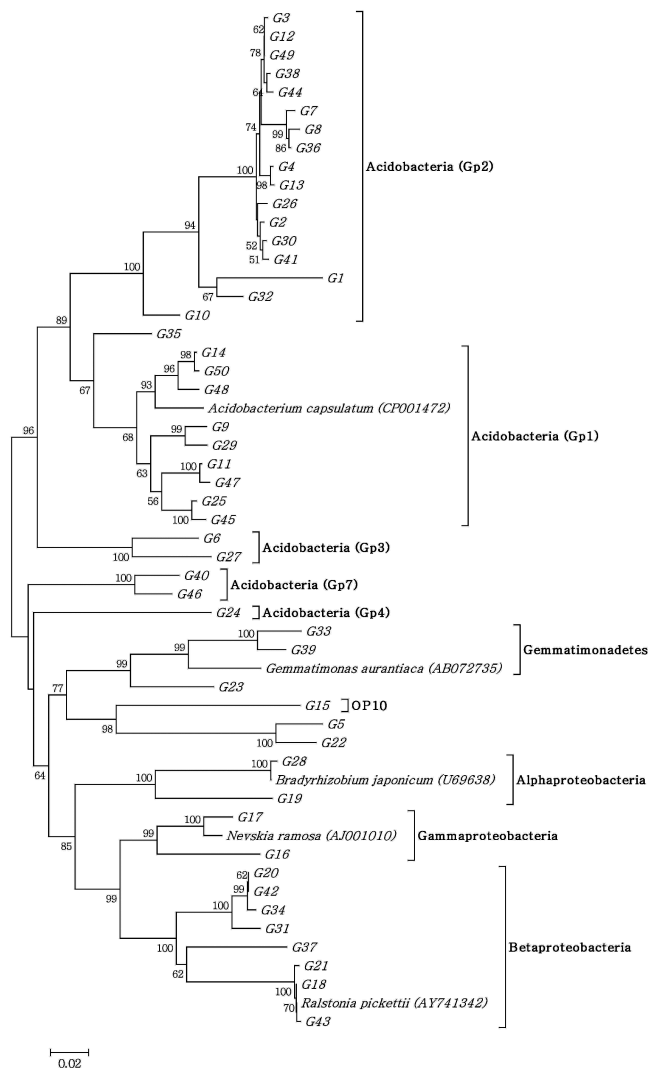 G3
62
G12
78
G49
G38
64
G44
G7
74
99
G8
86
G36
100
G4
Acidobacteria (Gp2)
98
G13
G26
94
G2
52
G30
51
G41
100
G1
67
G32
G10
89
G35
98
G14
96
G50
67
93
G48
Acidobacterium capsulatum (CP001472)
96
68
99
G9
Acidobacteria (Gp1)
G29
63
100
G11
G47
56
G25
100
G45
G6
100
G27
Acidobacteria (Gp3)
100
G40
G46
Acidobacteria (Gp7)
G24
Acidobacteria (Gp4)
100
G33
99
G39
Gemmatimonadetes
99
Gemmatimonas aurantiaca (AB072735)
77
G23
G15
OP10
98
G5
100
G22
100
G28
64
100
Bradyrhizobium japonicum (U69638)
Alphaproteobacteria
G19
100
G17
99
Nevskia ramosa (AJ001010)
Gammaproteobacteria
85
G16
62
G20
99
G42
99
100
G34
G31
100
G37
Betaproteobacteria
62
G21
100
G18
70
Ralstonia pickettii (AY741342)
G43
0.02